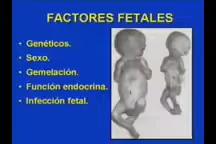 FACTORES FETALES
• Genéticos.
• Sexo.
• Gemelación.
• Función endocrina.
• Infección fetal.